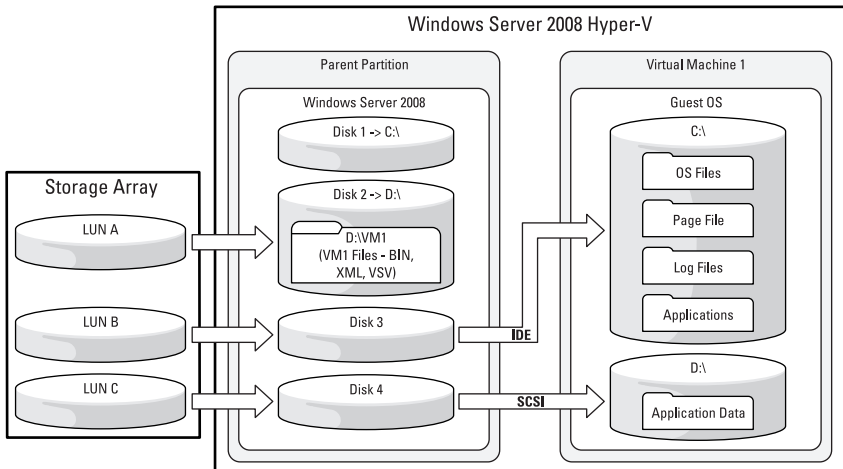 Windows Server 2008 Hyper-V
Parent Partition
Windows Server 2008
Disk 1 -> C:\
Disk 2 -> D:\
D:\VM1
(VM1 Files - BIN,
XML, VSV)
Disk 3
Disk 4
Storage Array
LUN A
LUN B
LUN C
IDE
SCSI
Virtual Machine 1
Guest OS
C:\
OS Files
Page File
Log Files
Applications
D:\
Application Data